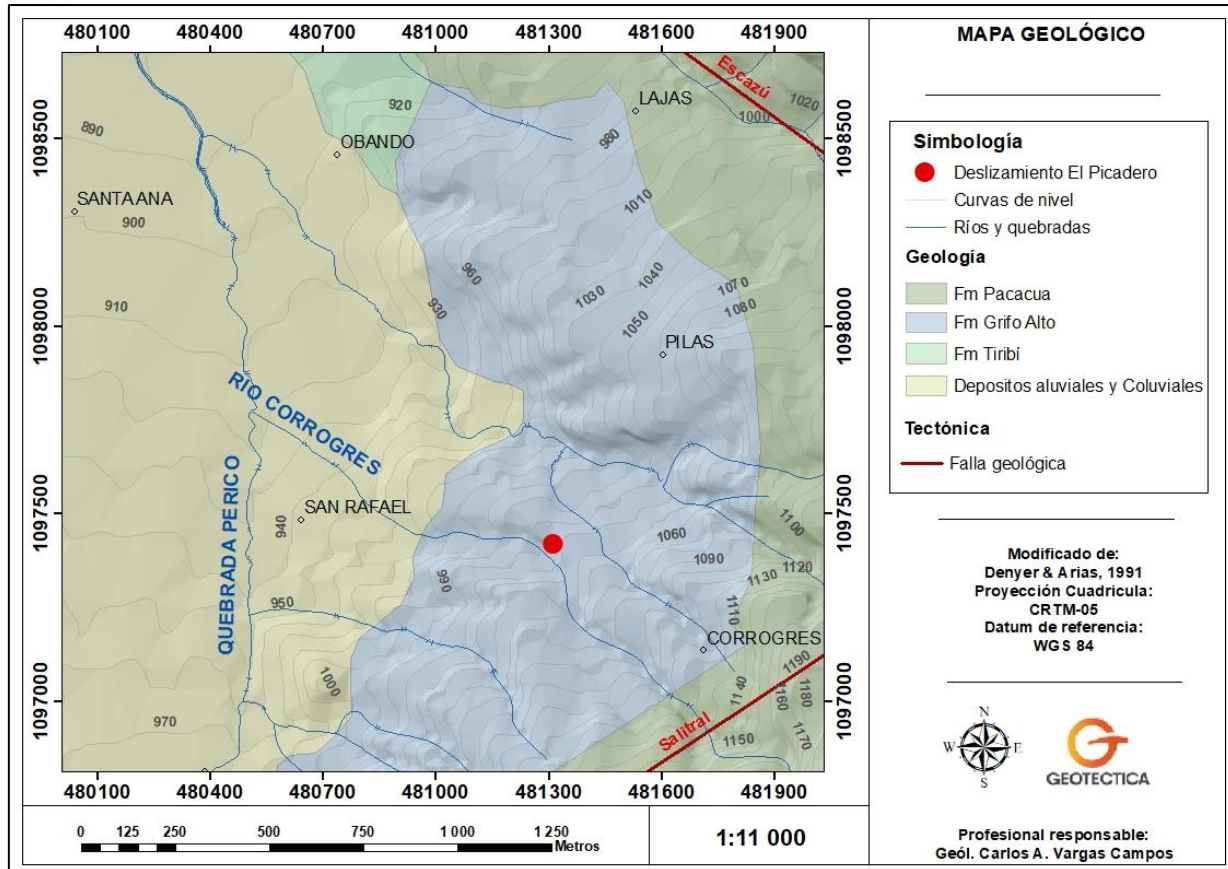 480100 480400 480700 481000 481300 481600 481900
MAPA GEOLÓGICO
Escazú
LAJAS
1020
1000
920
980
1098500 1098500
OBANDO
890
SANTA ANA
900
1010
960
1040
1070
910
1030
930
1080
1050
1098000 1098000
PILAS
RÍO CORROGRES
QUEBRADA PERICO
1097500 1097500
SAN RAFAEL
940
1100
1060
1090
1120
990
1130
950
1110
CORROGRES
1190
1000
1140
1160
1180
1097000 1097000
970
Salitral
1150
1170
480100 480400 480700 481000 481300 481600 481900
0 125 250 500 750 1 000 1 250
Metros
1:11 000
Simbología
Deslizamiento El Picadero
Curvas de nivel
Ríos y quebradas
Geología
Fm Pacacua
Fm Grifo Alto
Fm Tiribí
Depositos aluviales y Coluviales
Tectónica
Falla geológica
Modificado de:
Denyer & Arias, 1991
Proyección Cuadricula:
CRTM-05
Datum de referencia:
WGS 84
N
W E
S
GEOTECTICA
Profesional responsable:
Geól. Carlos A. Vargas Campos